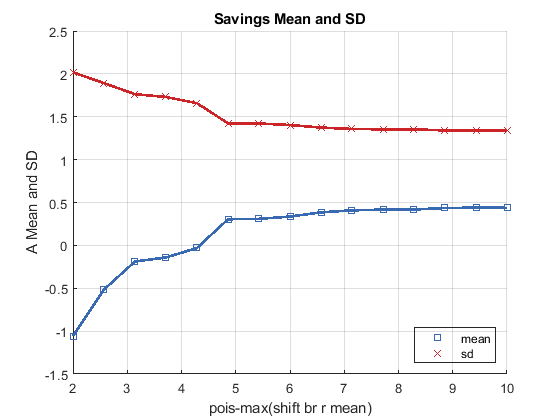 Savings Mean and SD
2.5
2
1.5
1
0.5
0
-0.5
-1
-1.5
A Mean and SD
2 3 4 5 6 7 8 9 10
pois-max(shift br r mean)
mean
sd